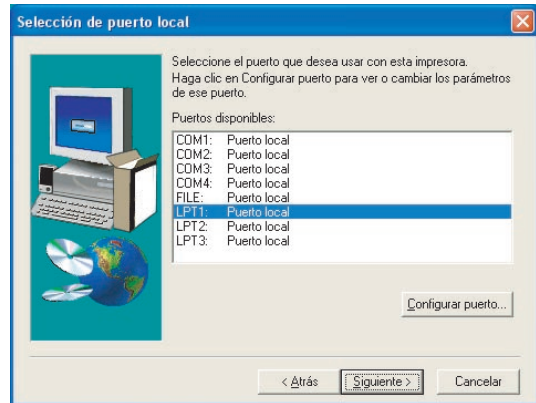 Selección de puerto local
Seleccione el puerto que desea usar con esta impresora.
Haga clic en Configurar puerto para ver o cambiar los parámetros
de ese puerto.
Puertos disponibles:
COM1: Puerto local
COM2: Puerto local
COM3: Puerto local
COM4: Puerto local
FILE: Puerto local
LPT1: Puerto local
LPT2: Puerto local
LPT3: Puerto local
Configurar puerto...
< Atrás
Siguiente >
Cancelar